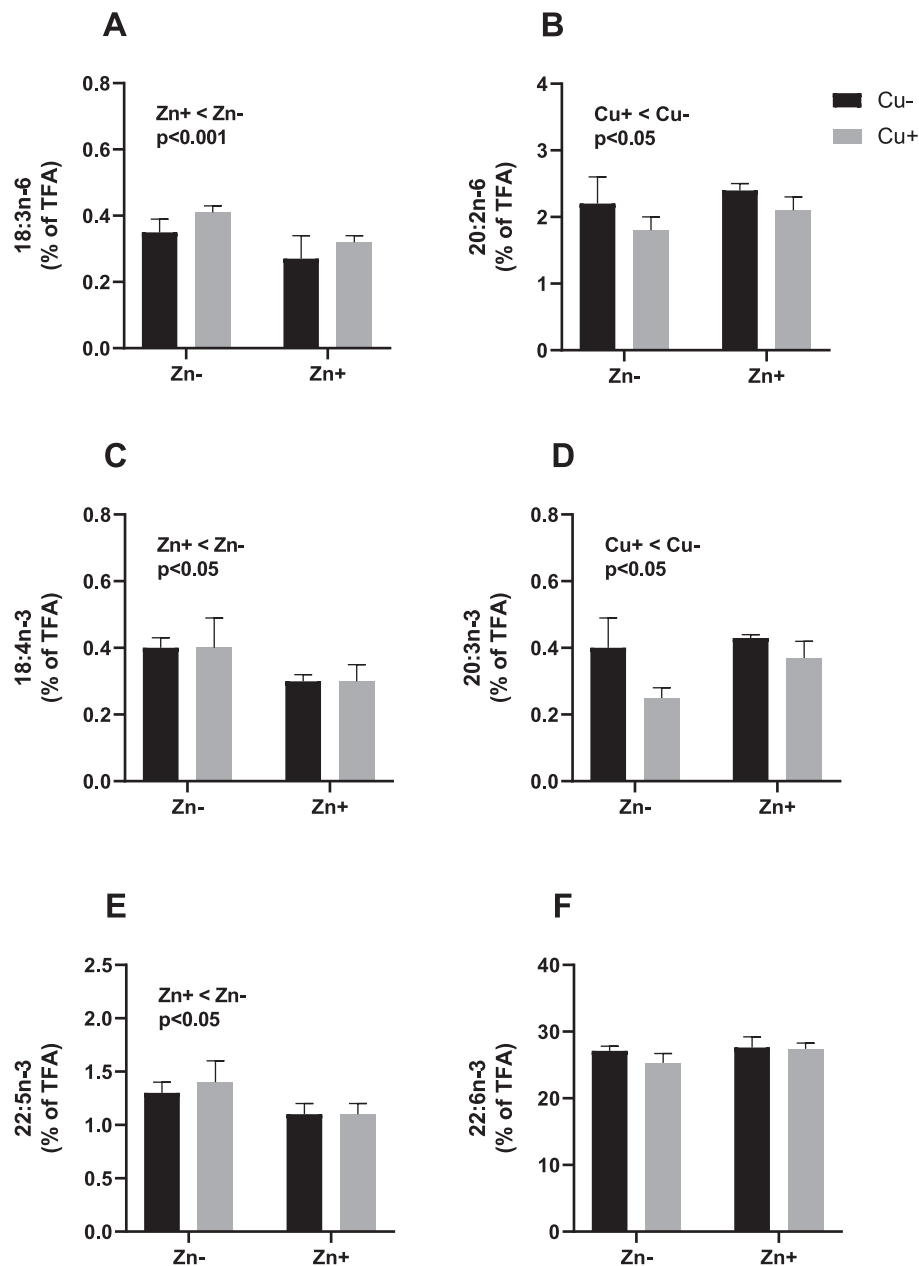 A
18:3n-6
(% of TFA)
0.8
0.6
0.4
0.2
0.0
Zn+ < Zn-
p<0.001
Zn-
Zn+
B
20:2n-6
(% of TFA)
4
3
2
1
0
Cu+ < Cu-
p<0.05
Zn-
Zn+
Cu-
Cu+
C
18:4n-3
(% of TFA)
0.8
0.6
0.4
0.2
0.0
Zn+ < Zn-
p<0.05
Zn-
Zn+
D
20:3n-3
(% of TFA)
0.8
0.6
0.4
0.2
0.0
Cu+ < Cu-
p<0.05
Zn-
Zn+
E
22:5n-3
(% of TFA)
2.5
2.0
1.5
1.0
0.5
0.0
Zn+ < Zn-
p<0.05
Zn-
Zn+
F
22:6n-3
(% of TFA)
40
30
20
10
0
Zn-
Zn+